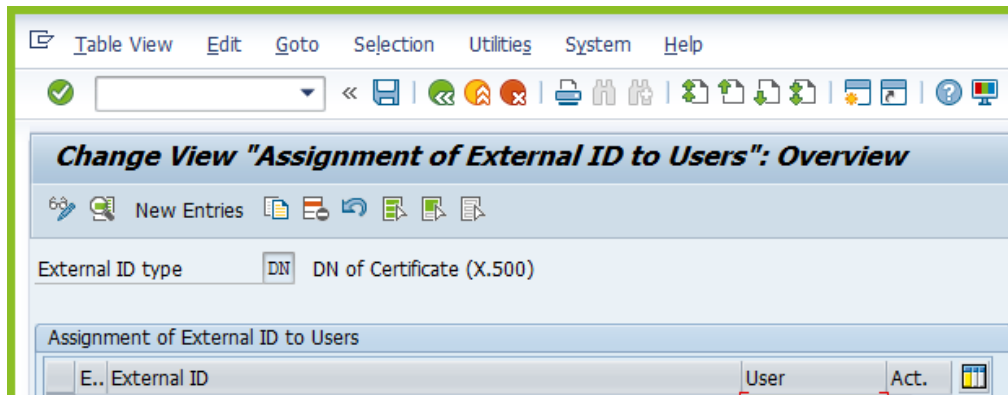 Table View Edit Goto Selection Utilities System Help
«
Change View "Assignment of External ID to Users": Overview
New Entries
External ID type DN DN of Certificate (X.500)
Assignment of External ID to Users
E.. External ID User Act.